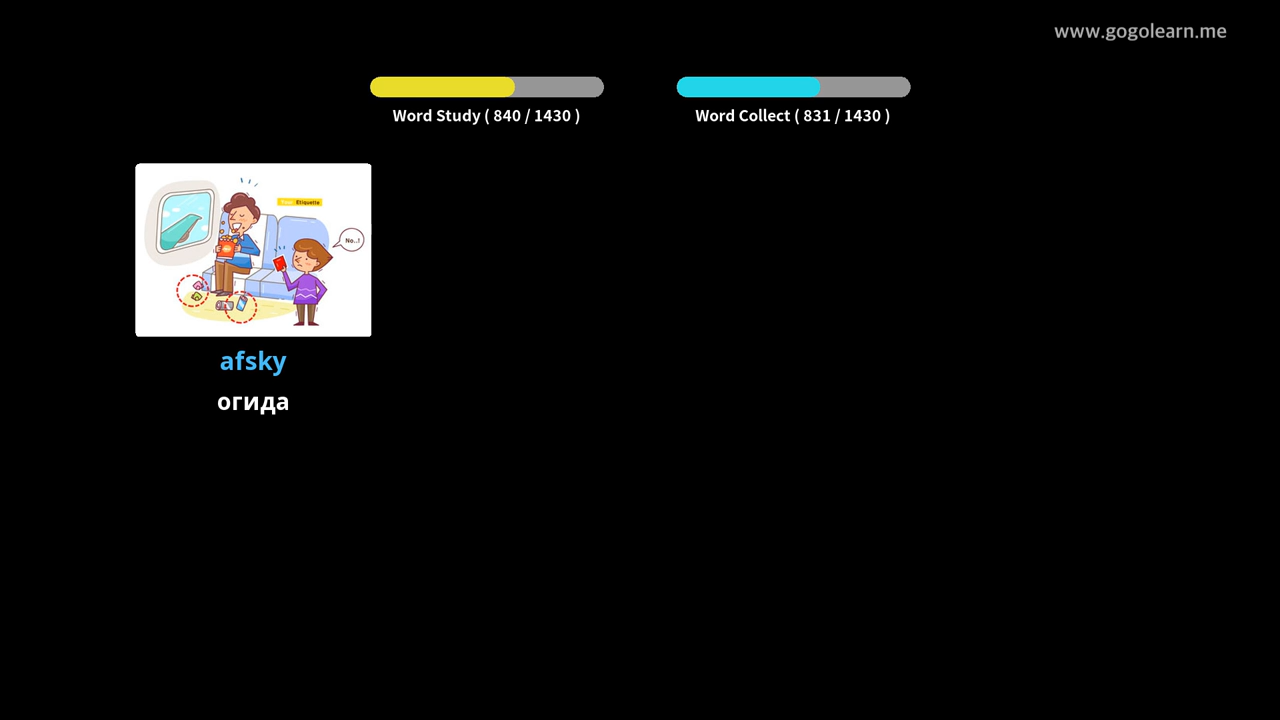 www.gogolearn.me
Word Study ( 840 / 1430 )
Word Collect ( 831 / 1430 )
Etiquette
No..!
afsky
огида